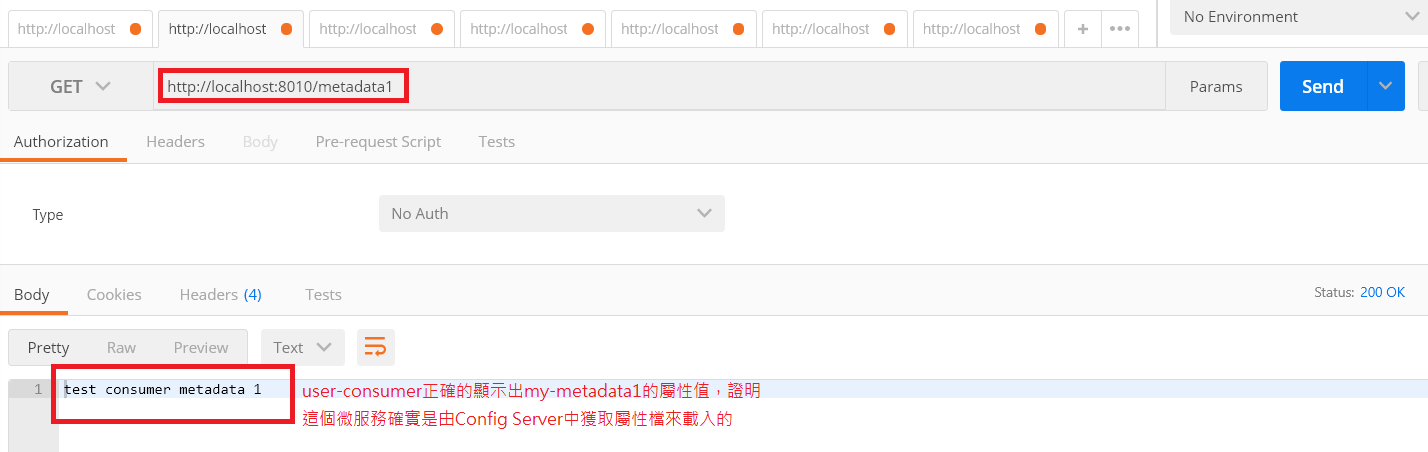 http://localhost http://localhost http://localhost http://localhost http://localhost http://localhost http://localhost + ••• No Environment
GET http://localhost:8010/metadata1 Params Send
Authorization Headers Body Pre-request Script Tests
Type No Auth
Body Cookies Headers (4) Tests Status: 200 OK
Pretty Raw Preview Text
1 test consumer metadata 1 user-consumer正確的顯示出my-metadata1的屬性值，證明
這個微服務確實是由Config Server中獲取屬性檔來載入的